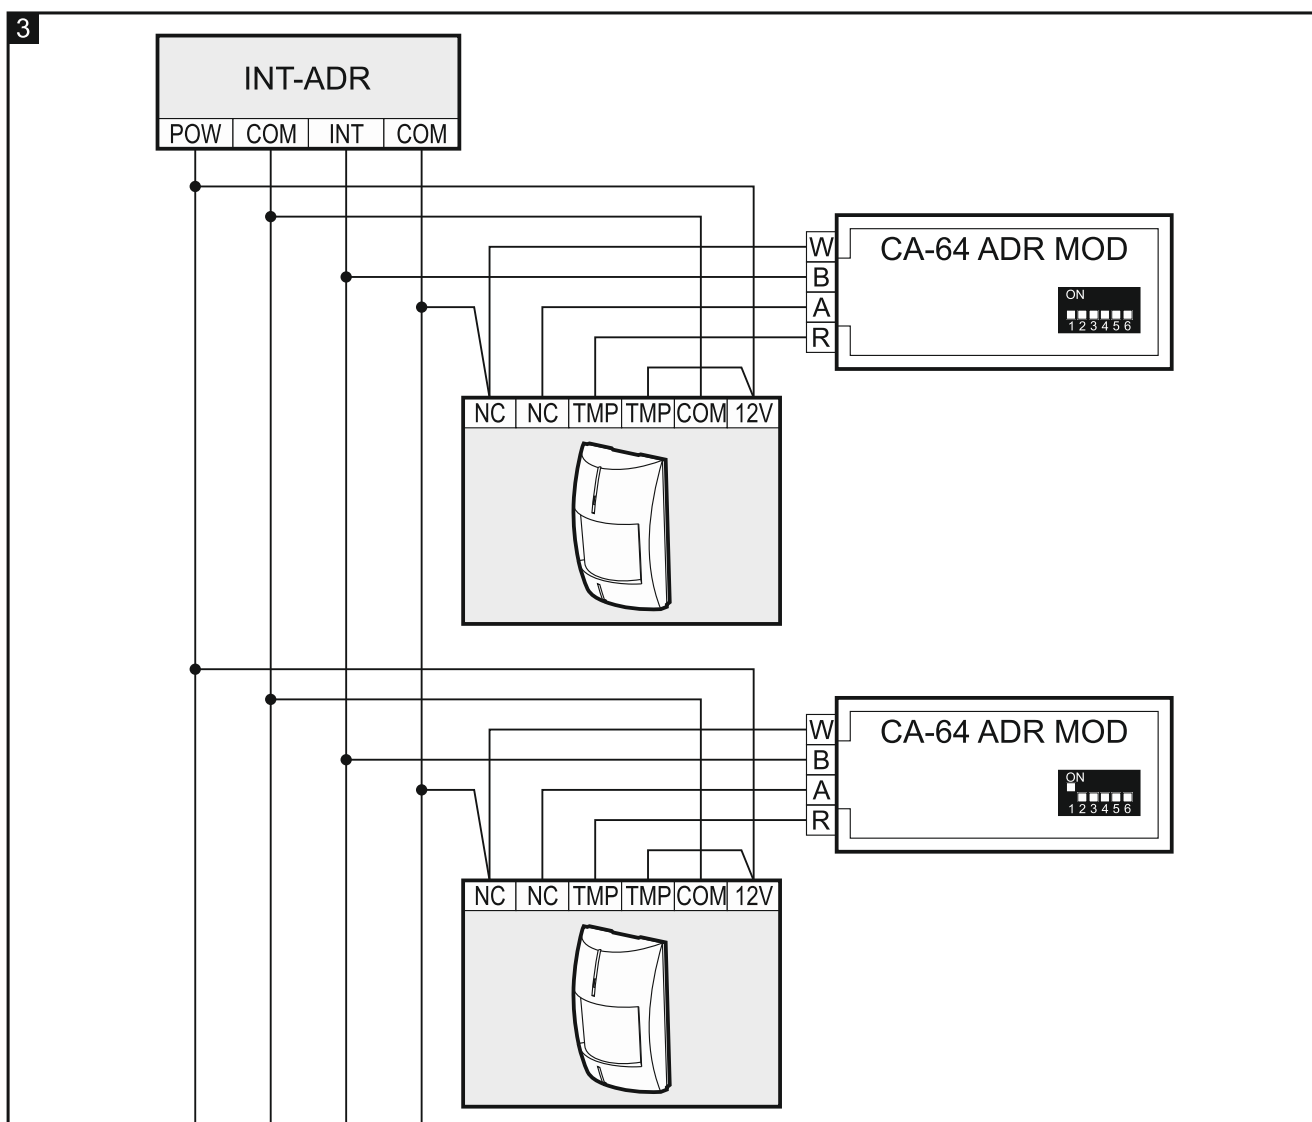 3
INT-ADR
POW COM INT COM
W CA-64 ADR MOD
B
ON
A
1 2 3 4 5 6
R
NC NC TMP TMP COM 12V
W CA-64 ADR MOD
B
ON
A
1 2 3 4 5 6
R
NC NC TMP TMP COM 12V